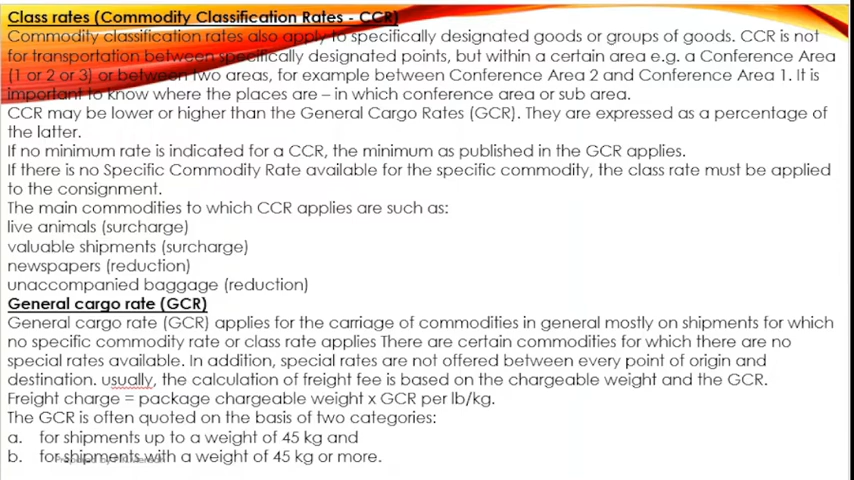 Class rates (Commodity Classification Rates - CCR)
Commodity classification rates also apply to specifically designated goods or groups of goods. CCR is not
for transportation between specifically designated points, but within a certain area e.g. a Conference Area
(1 or 2 or 3) or between two areas, for example between Conference Area 2 and Conference Area 1. It is
important to know where the places are – in which conference area or sub area.
CCR may be lower or higher than the General Cargo Rates (GCR). They are expressed as a percentage of
the latter.
If no minimum rate is indicated for a CCR, the minimum as published in the GCR applies.
If there is no Specific Commodity Rate available for the specific commodity, the class rate must be applied
to the consignment.
The main commodities to which CCR applies are such as:
live animals (surcharge)
valuable shipments (surcharge)
newspapers (reduction)
unaccompanied baggage (reduction)
General cargo rate (GCR)
General cargo rate (GCR) applies for the carriage of commodities in general mostly on shipments for which
no specific commodity rate or class rate applies There are certain commodities for which there are no
special rates available. In addition, special rates are not offered between every point of origin and
destination. usually, the calculation of freight fee is based on the chargeable weight and the GCR.
Freight charge = package chargeable weight x GCR per lb/kg.
The GCR is often quoted on the basis of two categories:
a. for shipments up to a weight of 45 kg and
b. for shipments with a weight of 45 kg or more.